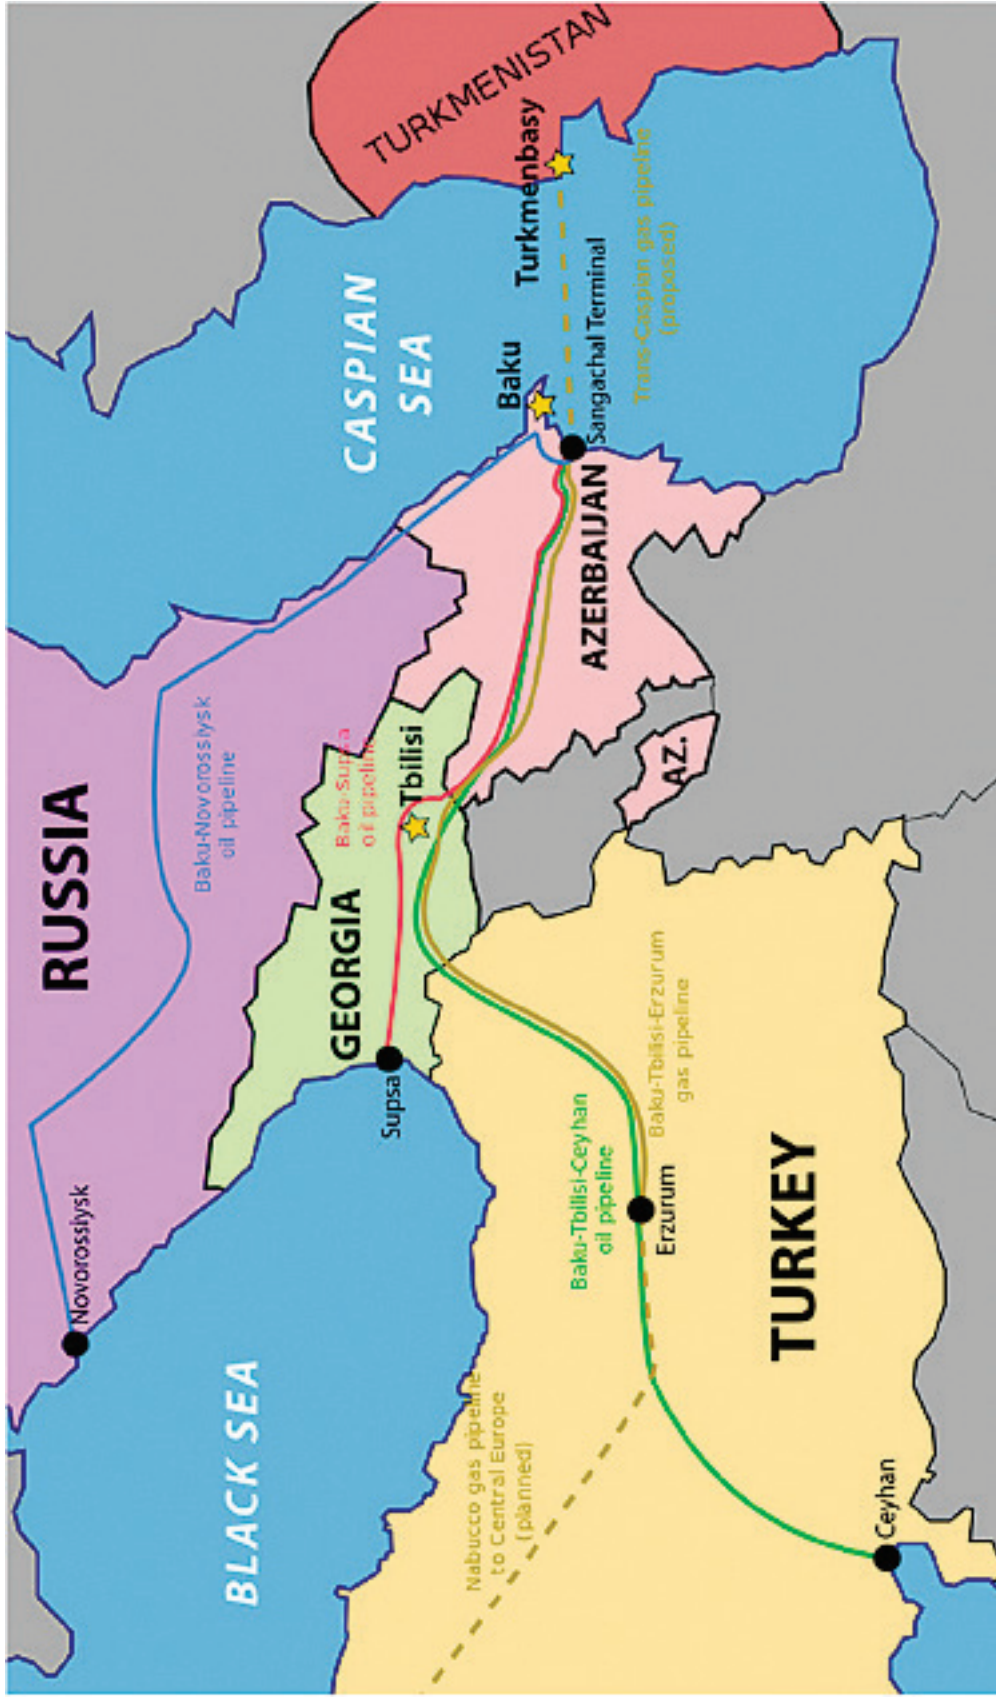 RUSSIA
Novorossiysk
Baku-Novorossiysk
oil pipeline
BLACK SEA
CASPIAN
SEA
TURKMENISTAN
GEORGIA
Baku-Supsa
oil pipeline
Supsa
Tbilisi
Baku
Turkmenbasy
Sangachal Terminal
AZERBAIJAN
Trans-Caspian gas pipeline
(proposed)
AZ.
Nabucco gas pipeline
to Central Europe
(planned)
Baku-Tbilisi-Ceyhan
oil pipeline
Baku-Tbilisi-Erzurum
gas pipeline
Erzurum
TURKEY
Ceyhan